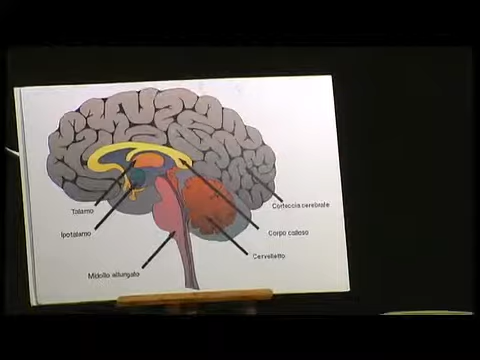 Talamo
Ipotalamo
Midollo allungato
Corteccia cerebrale
Corpo calloso
Cervelletto